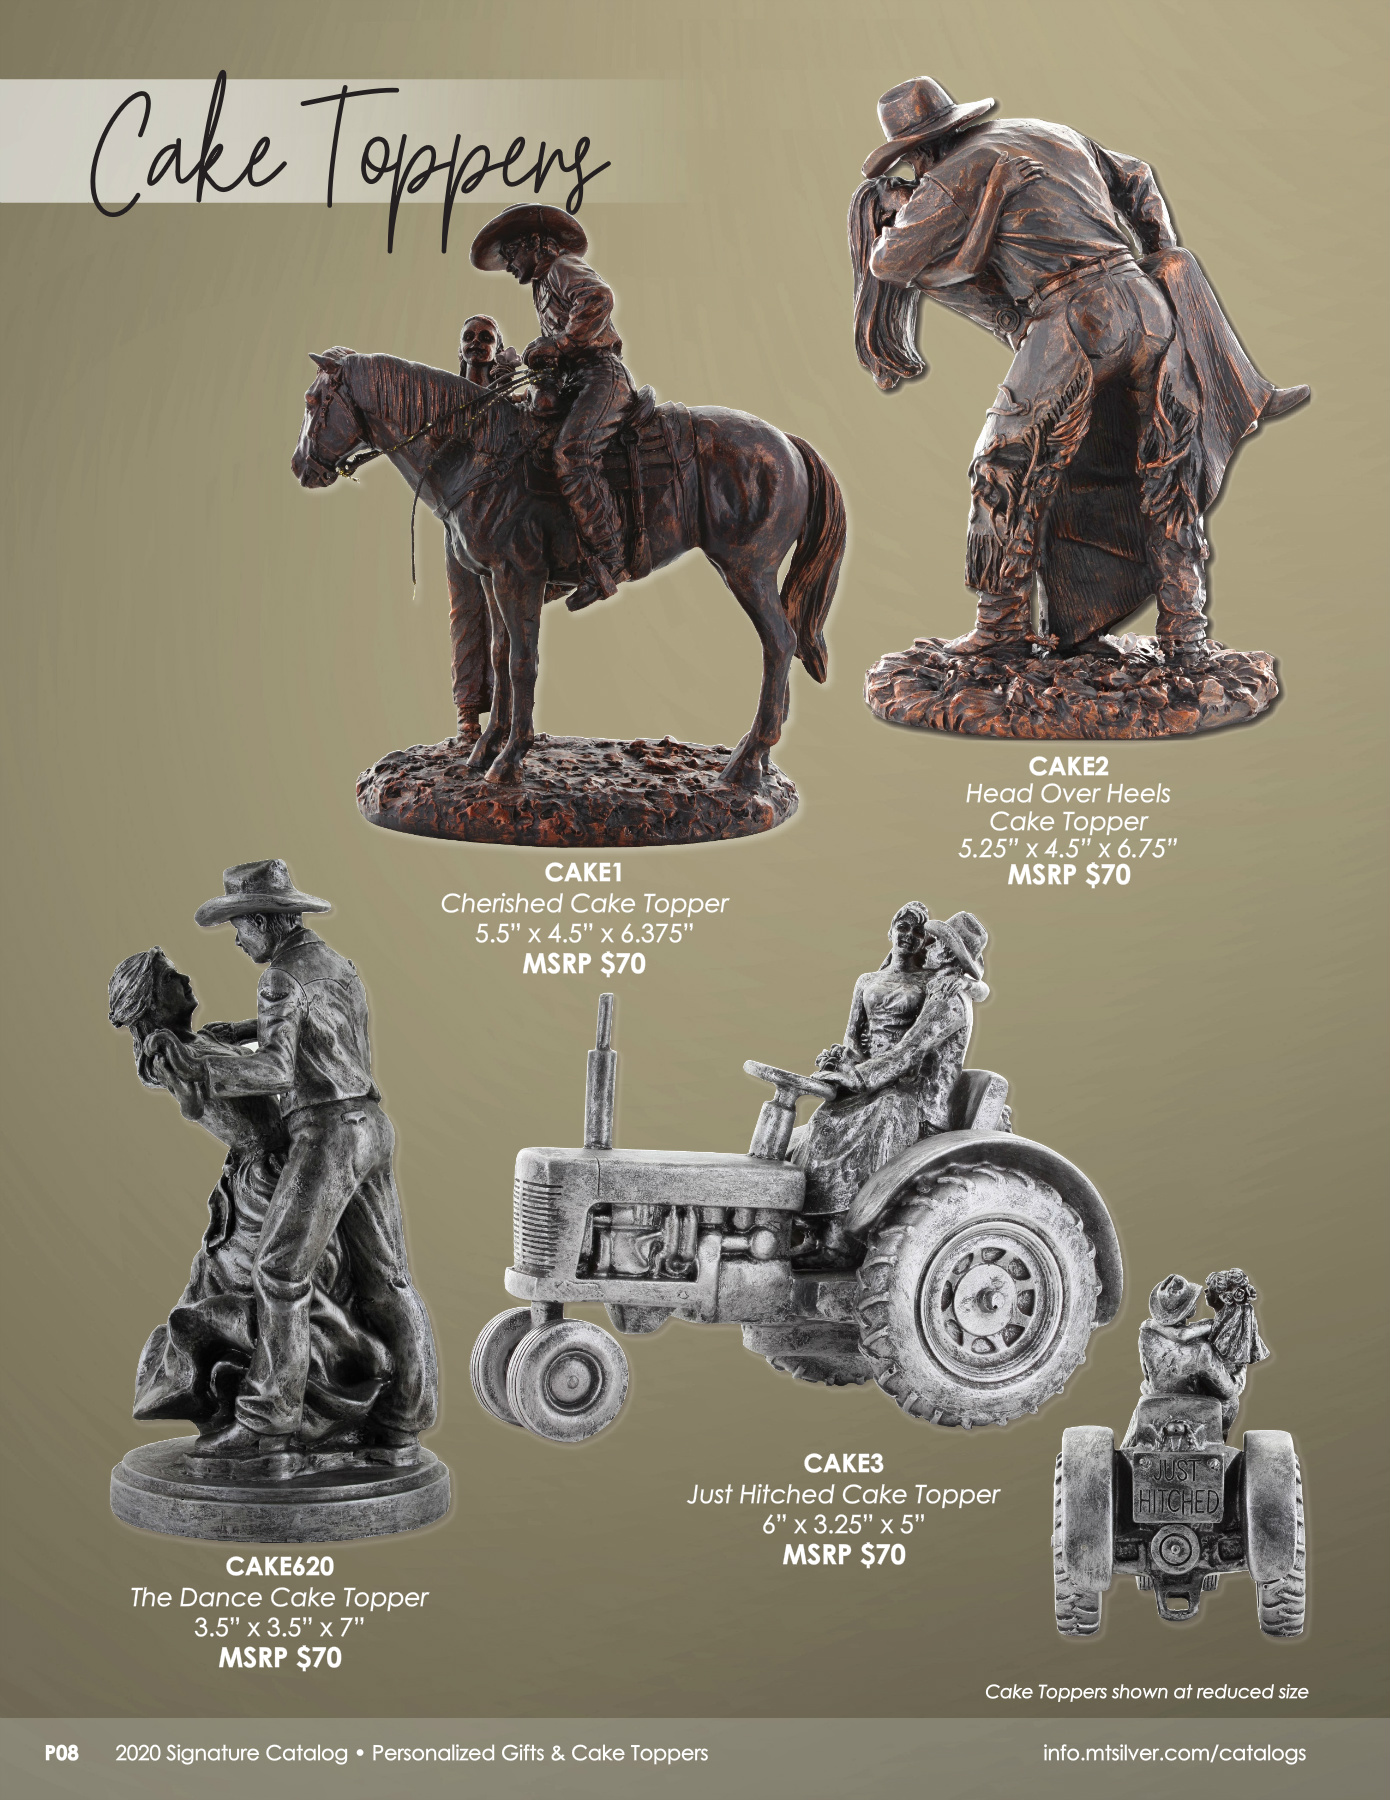 Cake Toppers
CAKE2
Head Over Heels
Cake Topper
5.25” x 4.5” x 6.75”
MSRP $70
CAKE1
Cherished Cake Topper
5.5” x 4.5” x 6.375”
MSRP $70
CAKE3
Just Hitched Cake Topper
6” x 3.25” x 5”
MSRP $70
JUST
HITCHED
CAKE620
The Dance Cake Topper
3.5” x 3.5” x 7”
MSRP $70
Cake Toppers shown at reduced size
P08 2020 Signature Catalog • Personalized Gifts & Cake Toppers info.mtsilver.com/catalogs